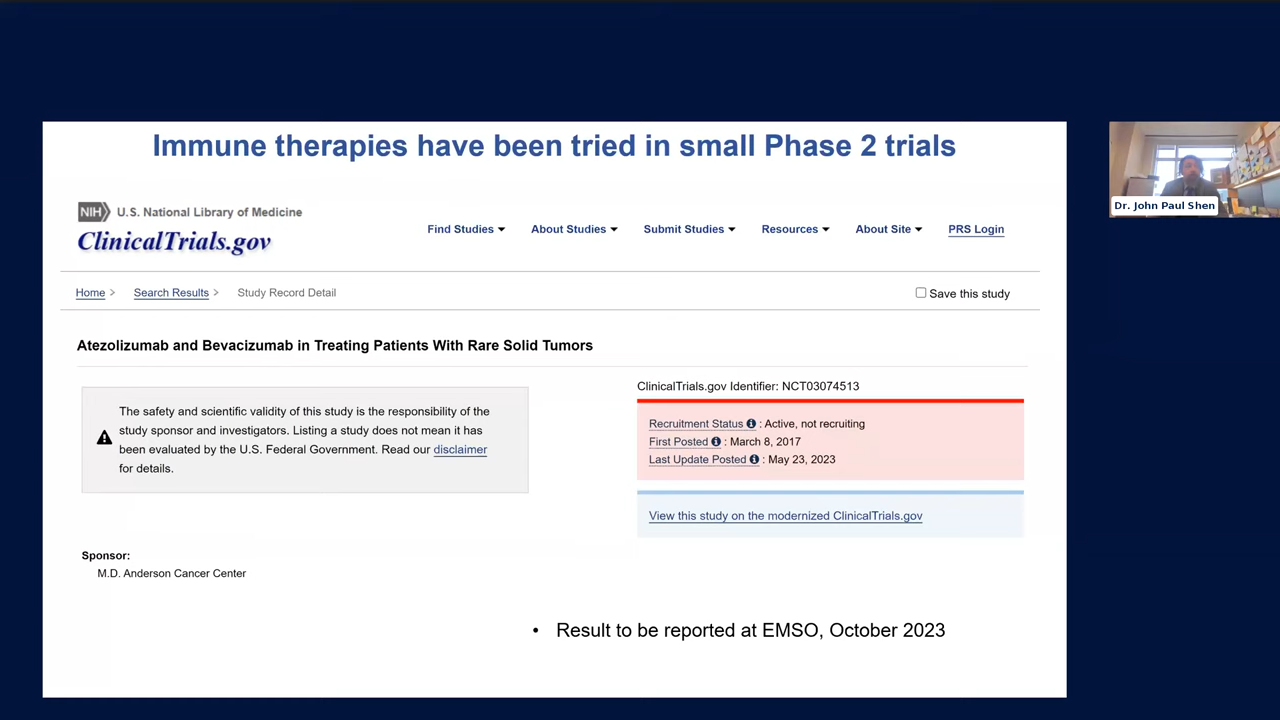 Immune therapies have been tried in small Phase 2 trials
NIH U.S. National Library of Medicine
ClinicalTrials.gov
Find Studies About Studies Submit Studies Resources About Site PRS Login
Home > Search Results > Study Record Detail
Save this study
Atezolizumab and Bevacizumab in Treating Patients With Rare Solid Tumors
The safety and scientific validity of this study is the responsibility of the
study sponsor and investigators. Listing a study does not mean it has
been evaluated by the U.S. Federal Government. Read our disclaimer
for details.
ClinicalTrials.gov Identifier: NCT03074513
Recruitment Status : Active, not recruiting
First Posted : March 8, 2017
Last Update Posted : May 23, 2023
View this study on the modernized ClinicalTrials.gov
Sponsor:
M.D. Anderson Cancer Center
• Result to be reported at EMSO, October 2023
Dr. John Paul Shen